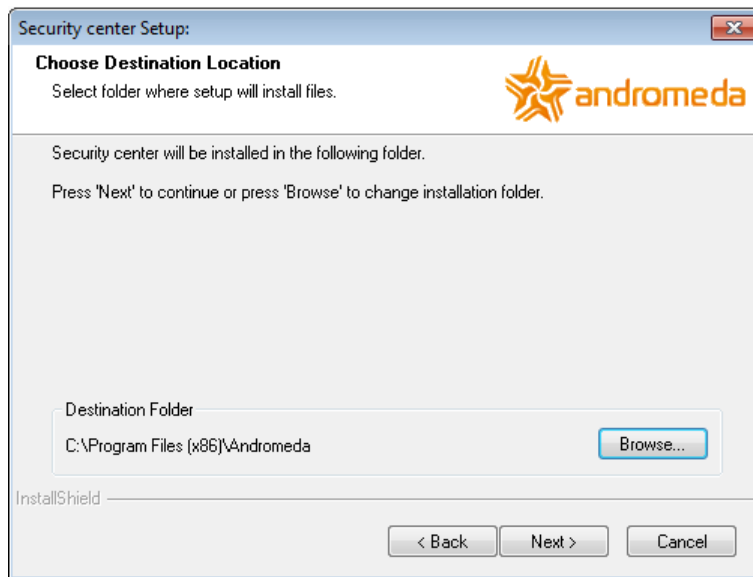 Security center Setup:
Choose Destination Location
Select folder where setup will install files.
andromeda
Security center will be installed in the following folder.
Press 'Next' to continue or press 'Browse' to change installation folder.
Destination Folder
C:\Program Files (x86)\Andromeda
Browse...
InstallShield
< Back
Next >
Cancel